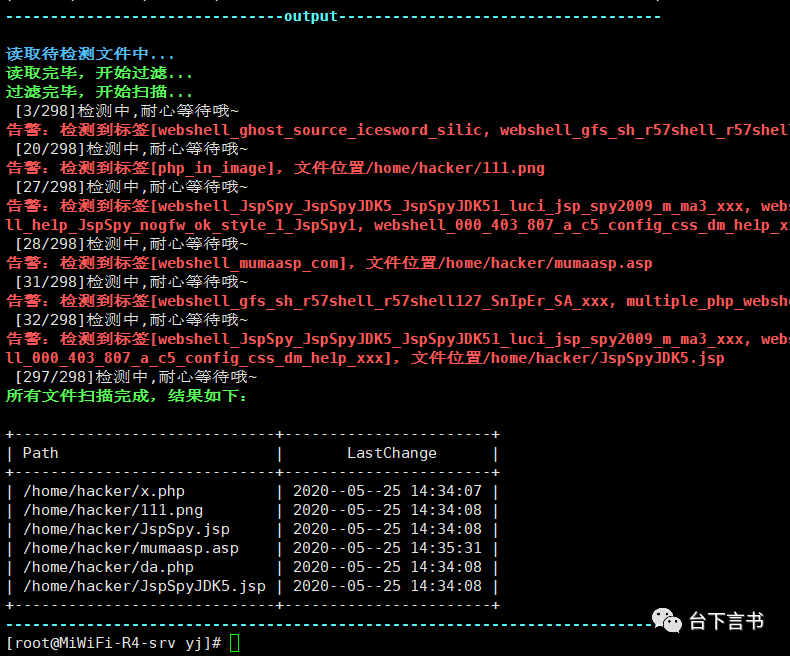 -------------------------------output------------------------------------
读取待检测文件中...
读取完毕，开始过滤...
过滤完毕，开始扫描...
[3/298]检测中,耐心等待哦~
告警：检测到标签[webshell_ghost_source_icesword_silic, webshell_gfs_sh_r57shell_r57shel
[20/298]检测中,耐心等待哦~
告警：检测到标签[php_in_image]，文件位置/home/hacker/111.png
[27/298]检测中,耐心等待哦~
告警：检测到标签[webshell_JspSpy_JspSpyJDK5_JspSpyJDK51_luci_jsp_spy2009_m_ma3_xxx, webs
ll_he1p_JspSpy_nogfw_ok_style_1_JspSpy1, webshell_000_403_807_a_c5_config_css_dm_he1p_x
[28/298]检测中,耐心等待哦~
告警：检测到标签[webshell_mumaasp_com]，文件位置/home/hacker/mumaasp.asp
[31/298]检测中,耐心等待哦~
告警：检测到标签[webshell_gfs_sh_r57shell_r57shell127_SnIpEr_SA_xxx, multiple_php_websh
[32/298]检测中,耐心等待哦~
告警：检测到标签[webshell_JspSpy_JspSpyJDK5_JspSpyJDK51_luci_jsp_spy2009_m_ma3_xxx, webs
ll_000_403_807_a_c5_config_css_dm_he1p_xxx]，文件位置/home/hacker/JspSpyJDK5.jsp
[297/298]检测中,耐心等待哦~
所有文件扫描完成，结果如下：
+-----------------------------+-----------------------+
| Path | LastChange |
+-----------------------------+-----------------------+
| /home/hacker/x.php | 2020--05--25 14:34:07 |
| /home/hacker/111.png | 2020--05--25 14:34:08 |
| /home/hacker/JspSpy.jsp | 2020--05--25 14:34:08 |
| /home/hacker/mumaasp.asp | 2020--05--25 14:35:31 |
| /home/hacker/da.php | 2020--05--25 14:34:08 |
| /home/hacker/JspSpyJDK5.jsp | 2020--05--25 14:34:08 |
+-----------------------------+-----------------------+
台下言书
[root@MiWiFi-R4-srv yj]#